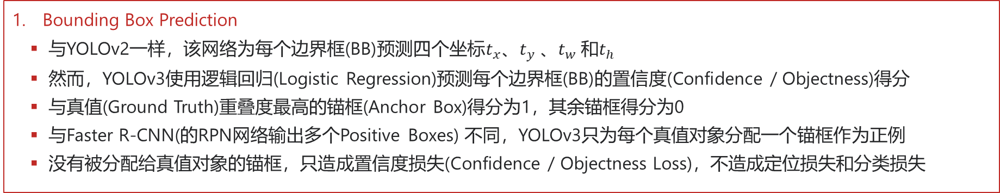 1. Bounding Box Prediction
▪ 与YOLOv2一样，该网络为每个边界框(BB)预测四个坐标t_x、t_y 、t_w 和t_h
▪ 然而，YOLOv3使用逻辑回归(Logistic Regression)预测每个边界框(BB)的置信度(Confidence / Objectness)得分
▪ 与真值(Ground Truth)重叠度最高的锚框(Anchor Box)得分为1，其余锚框得分为0
▪ 与Faster R-CNN(的RPN网络输出多个Positive Boxes) 不同，YOLOv3只为每个真值对象分配一个锚框作为正例
▪ 没有被分配给真值对象的锚框，只造成置信度损失(Confidence / Objectness Loss)，不造成定位损失和分类损失